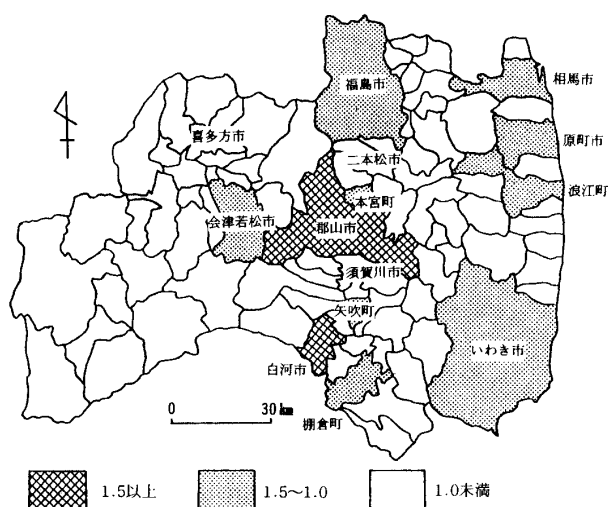 福島市
相馬市
喜多方市
原町市
二本松市
本宮町
浪江町
会津若松市
郡山市
須賀川市
矢吹町
いわき市
白河市
棚倉町
0 30km
1.5以上
1.5〜1.0
1.0未満